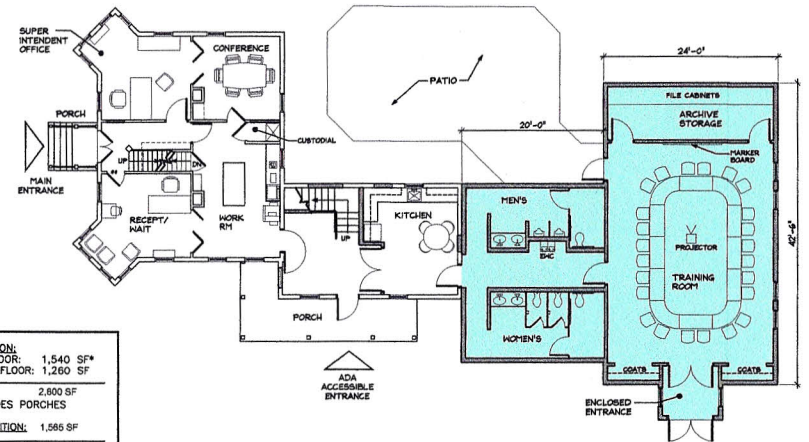 SUPER
INTENDENT
OFFICE
CONFERENCE
PORCH
MAIN
ENTRANCE
UP
DN
CUSTODIAL
RECEPT/
WAIT
WORK
RM
UP
KITCHEN
PORCH
ADA
ACCESSIBLE
ENTRANCE
PATIO
20'-0"
24'-0"
42'-6"
FILE CABINETS
ARCHIVE
STORAGE
MARKER
BOARD
MEN'S
EWC
WOMEN'S
PROJECTOR
TRAINING
ROOM
COATS
COATS
ENCLOSED
ENTRANCE
ON:
OOR: 1,540 SF*
FLOOR: 1,260 SF
2,800 SF
DES PORCHES
ITION: 1,565 SF